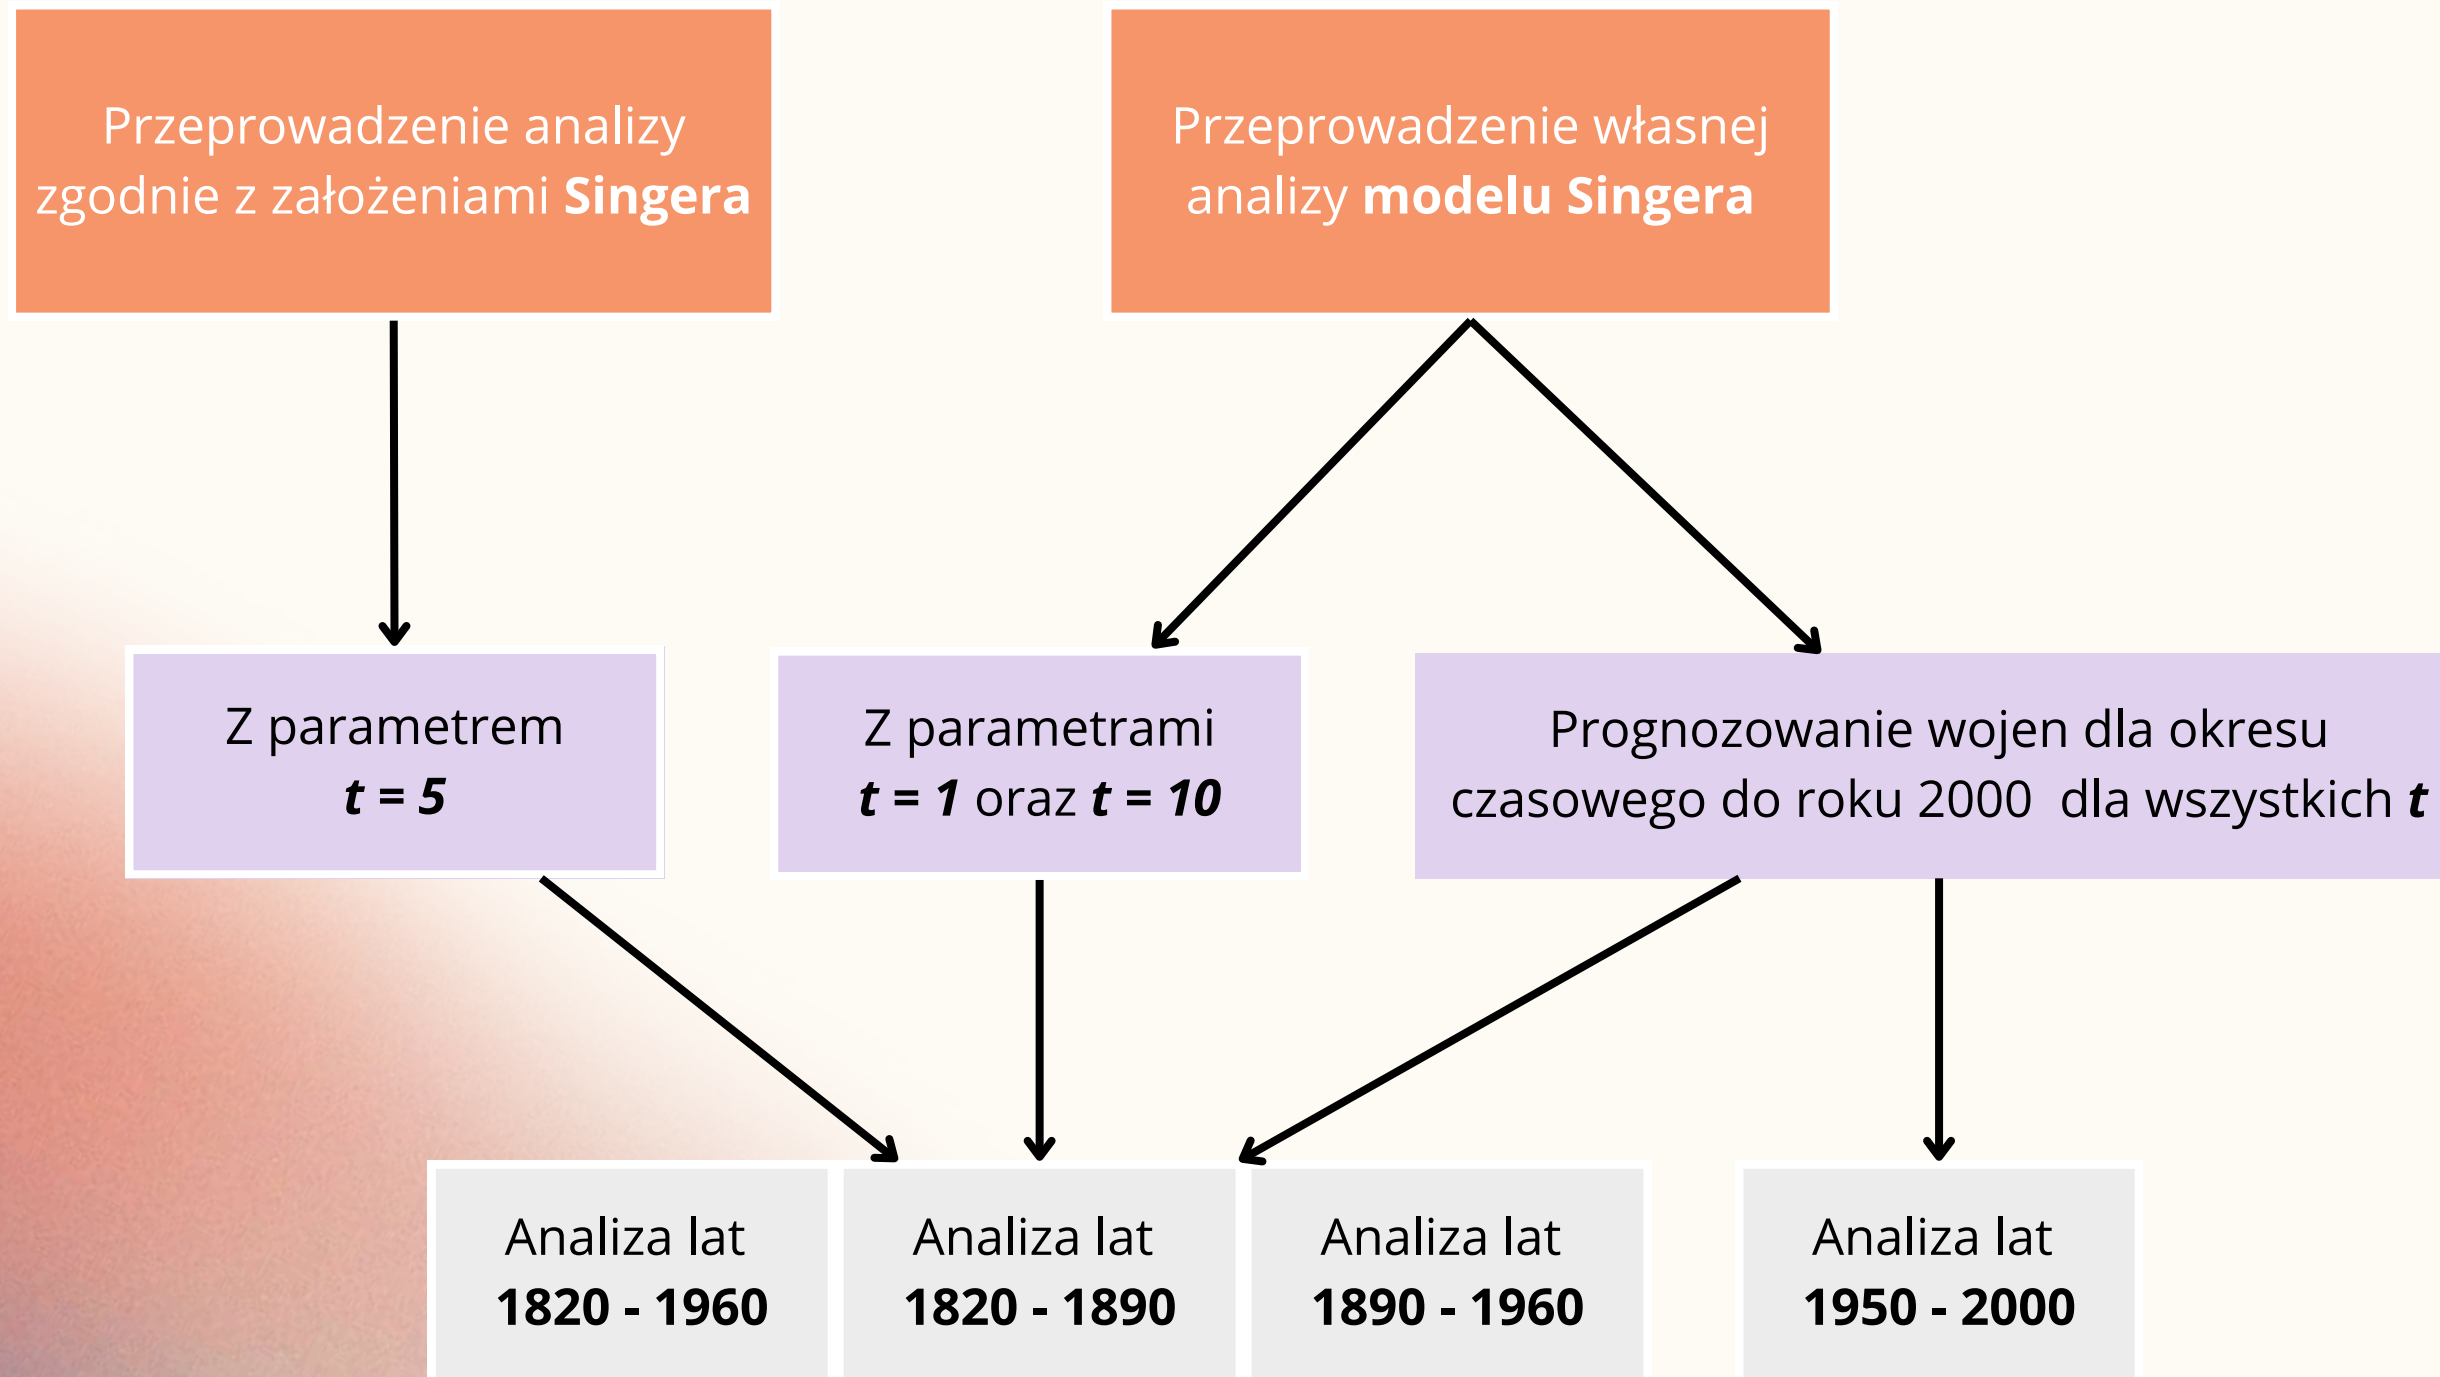 Przeprowadzenie analizy
zgodnie z założeniami Singera
Przeprowadzenie własnej
analizy modelu Singera
Z parametrem
t = 5
Z parametrami
t = 1 oraz t = 10
Prognozowanie wojen dla okresu
czasowego do roku 2000  dla wszystkich t
Analiza lat
1820 - 1960
Analiza lat
1820 - 1890
Analiza lat
1890 - 1960
Analiza lat
1950 - 2000